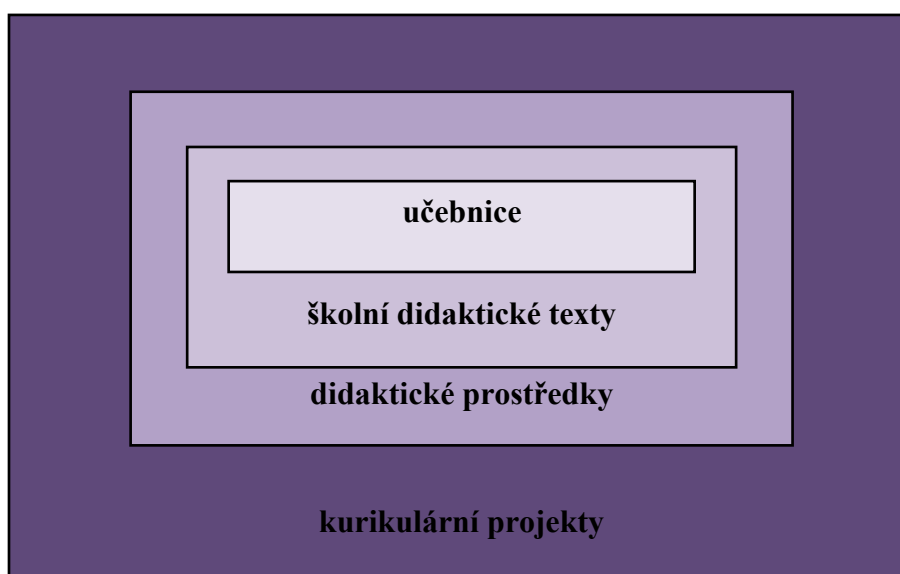 učebnice
školní didaktické texty
didaktické prostředky
kurikulární projekty